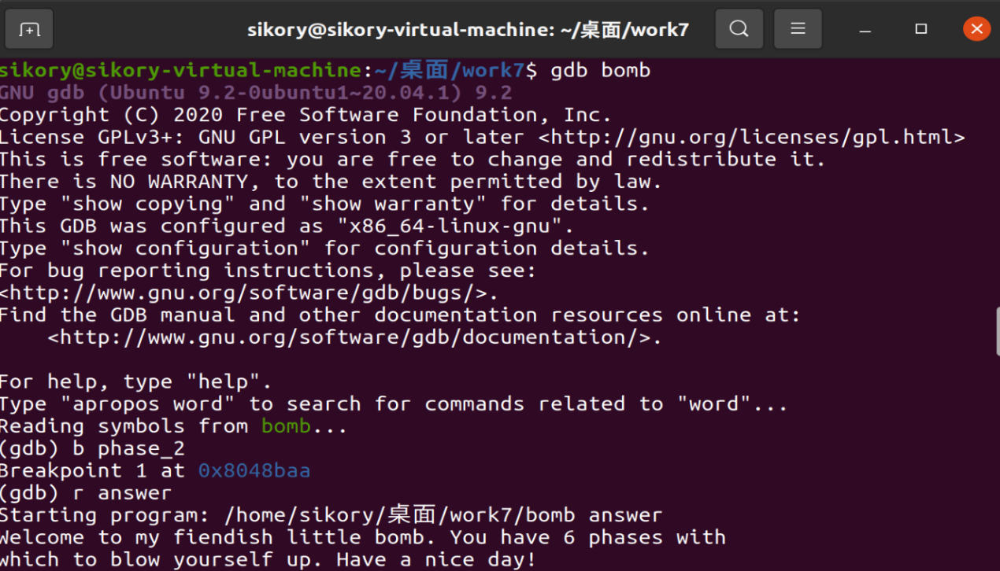 sikory@sikory-virtual-machine: ~/桌面/work7
sikory@sikory-virtual-machine:~/桌面/work7$ gdb bomb
GNU gdb (Ubuntu 9.2-0ubuntu1~20.04.1) 9.2
Copyright (C) 2020 Free Software Foundation, Inc.
License GPLv3+: GNU GPL version 3 or later <http://gnu.org/licenses/gpl.html>
This is free software: you are free to change and redistribute it.
There is NO WARRANTY, to the extent permitted by law.
Type "show copying" and "show warranty" for details.
This GDB was configured as "x86_64-linux-gnu".
Type "show configuration" for configuration details.
For bug reporting instructions, please see:
<http://www.gnu.org/software/gdb/bugs/>.
Find the GDB manual and other documentation resources online at:
    <http://www.gnu.org/software/gdb/documentation/>.

For help, type "help".
Type "apropos word" to search for commands related to "word"...
Reading symbols from bomb...
(gdb) b phase_2
Breakpoint 1 at 0x8048baa
(gdb) r answer
Starting program: /home/sikory/桌面/work7/bomb answer
Welcome to my fiendish little bomb. You have 6 phases with
which to blow yourself up. Have a nice day!